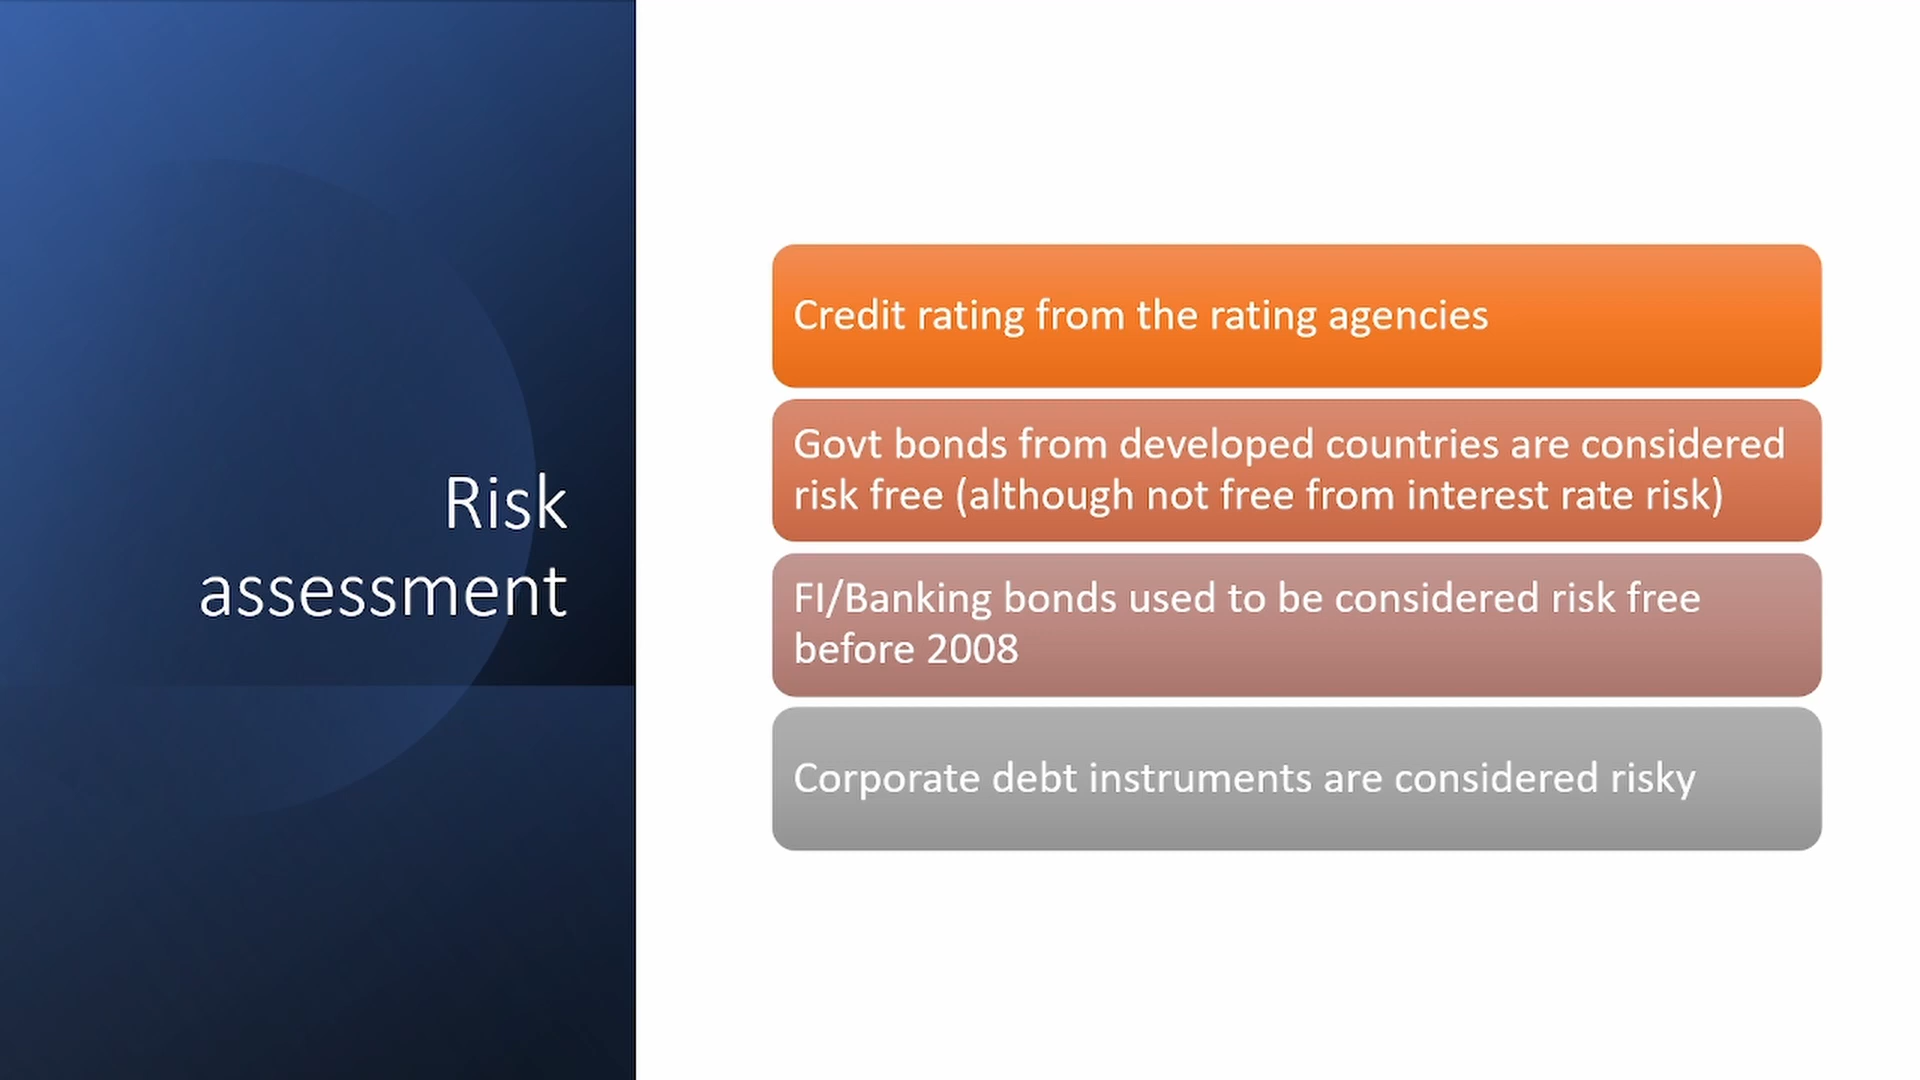 Risk
assessment
Credit rating from the rating agencies
Govt bonds from developed countries are considered
risk free (although not free from interest rate risk)
FI/Banking bonds used to be considered risk free
before 2008
Corporate debt instruments are considered risky